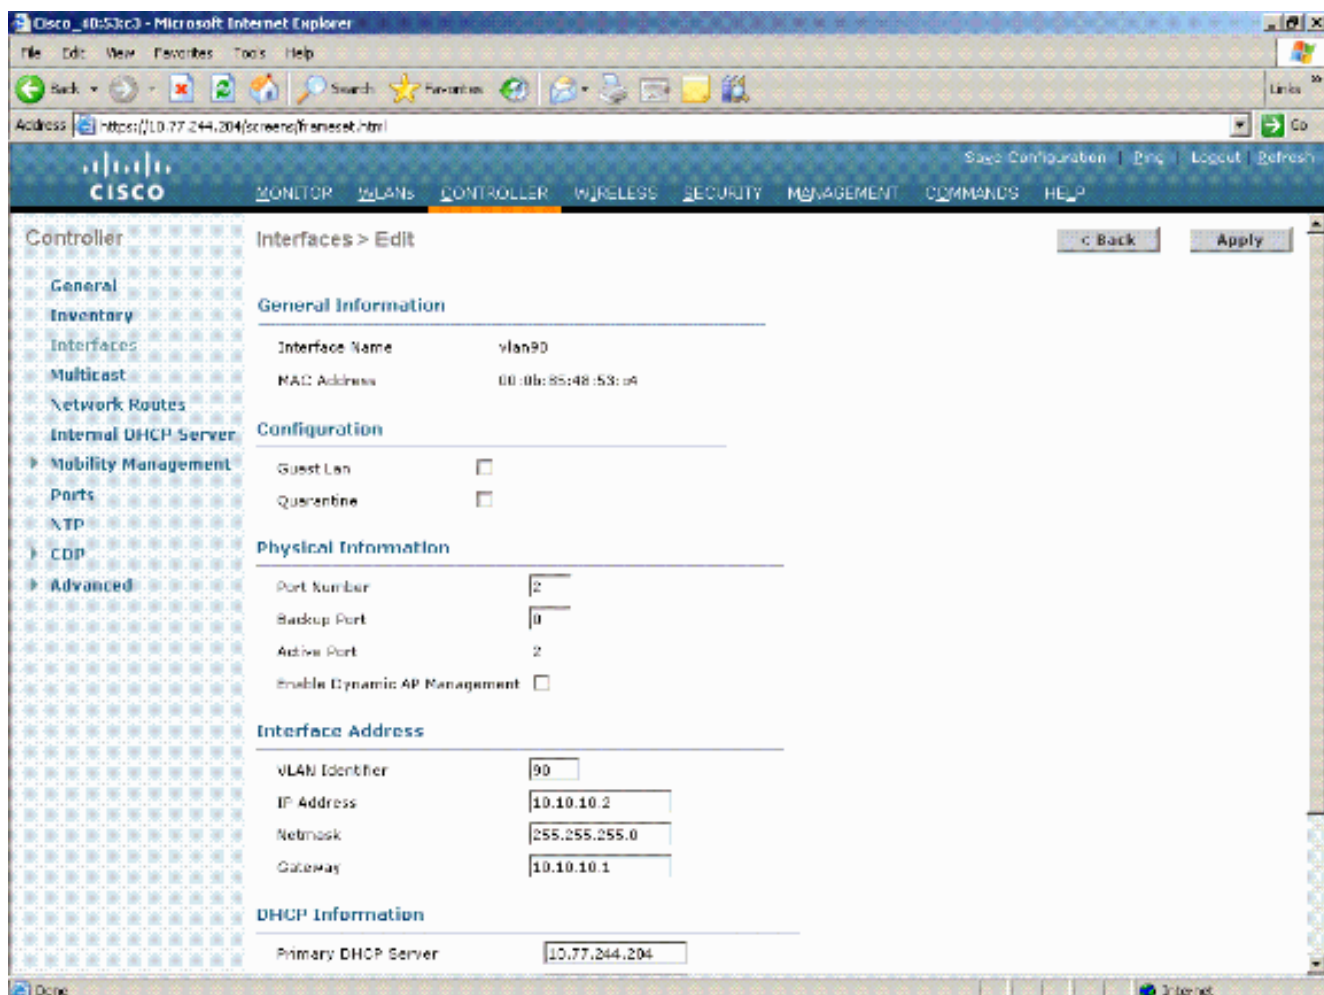 Cisco_40:53:c3 - Microsoft Internet Explorer
File Edit View Favorites Tools Help
Back Search Favorites Links »
Address https://10.77.244.204/screens/frameset.html Go
Save Configuration | Ping | Logout | Refresh
CISCO MONITOR WLANs CONTROLLER WIRELESS SECURITY MANAGEMENT COMMANDS HELP
Controller
General
Inventory
Interfaces
Multicast
Network Routes
Internal DHCP Server
Mobility Management
Ports
NTP
CDP
Advanced
Interfaces > Edit
< Back Apply
General Information
Interface Name vlan90
MAC Address 00:0b:85:48:53:c4
Configuration
Guest Lan
Quarantine
Physical Information
Port Number 2
Backup Port 0
Active Port 2
Enable Dynamic AP Management
Interface Address
VLAN Identifier 90
IP Address 10.10.10.2
Netmask 255.255.255.0
Gateway 10.10.10.1
DHCP Information
Primary DHCP Server 10.77.244.204
Done Internet